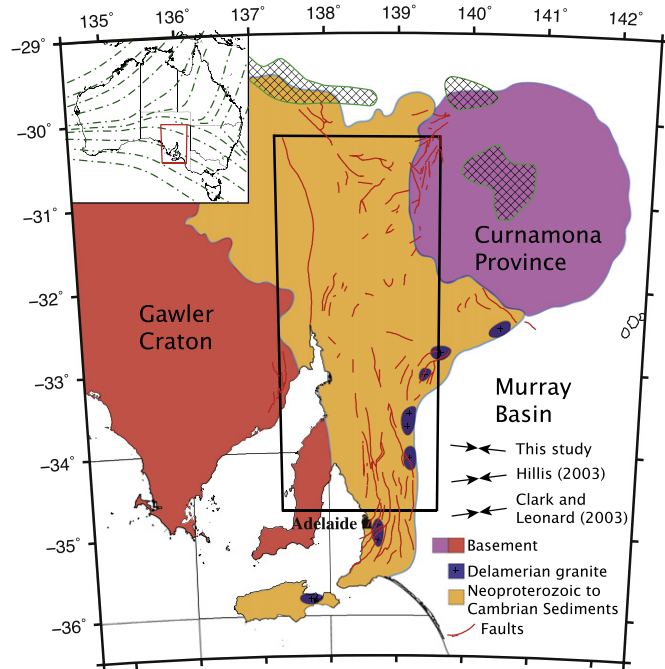 135° 136° 137° 138° 139° 140° 141° 142°
−29°
−30°
−31°
−32°
−33°
−34°
−35°
−36°
Curnamona
Province
Gawler
Craton
Murray
Basin
This study
Hillis (2003)
Clark and
Leonard (2003)
Adelaide
Basement
Delamerian granite
Neoproterozoic to
Cambrian Sediments
Faults